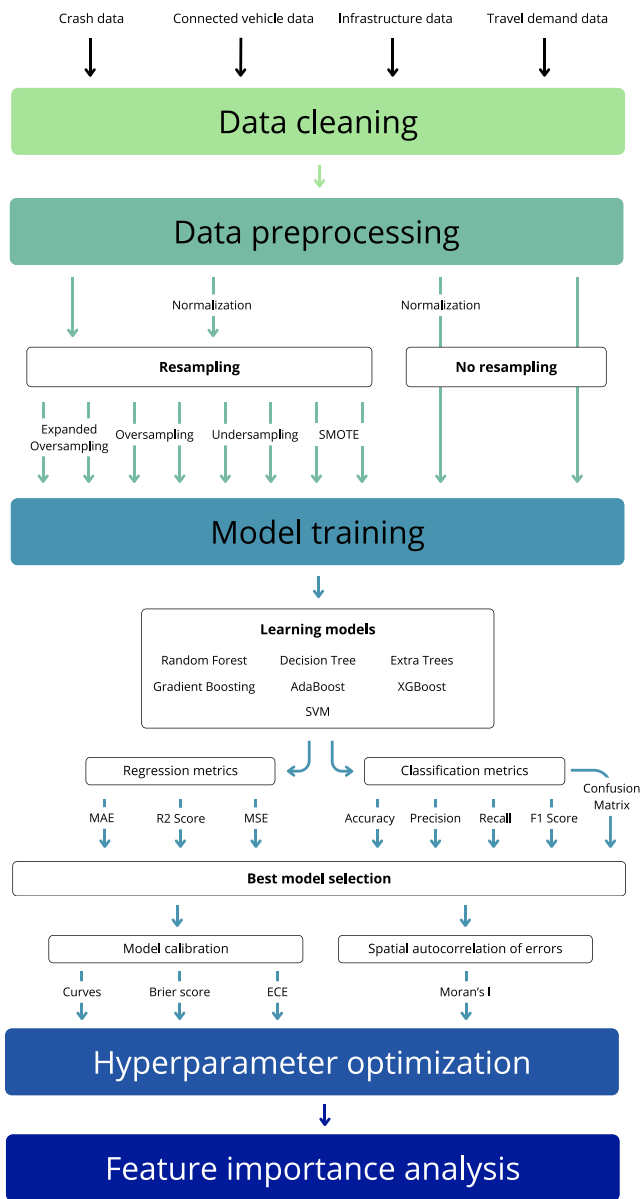 Crash data
Connected vehicle data
Infrastructure data
Travel demand data
Data cleaning
Data preprocessing
Normalization
Normalization
Resampling
No resampling
Expanded
Oversampling
Oversampling
Undersampling
SMOTE
Model training
Learning models
Random Forest
Decision Tree
Extra Trees
Gradient Boosting
AdaBoost
XGBoost
SVM
Regression metrics
Classification metrics
Confusion
Matrix
MAE
R2 Score
MSE
Accuracy
Precision
Recall
F1 Score
Best model selection
Model calibration
Spatial autocorrelation of errors
Curves
Brier score
ECE
Moran's I
Hyperparameter optimization
Feature importance analysis